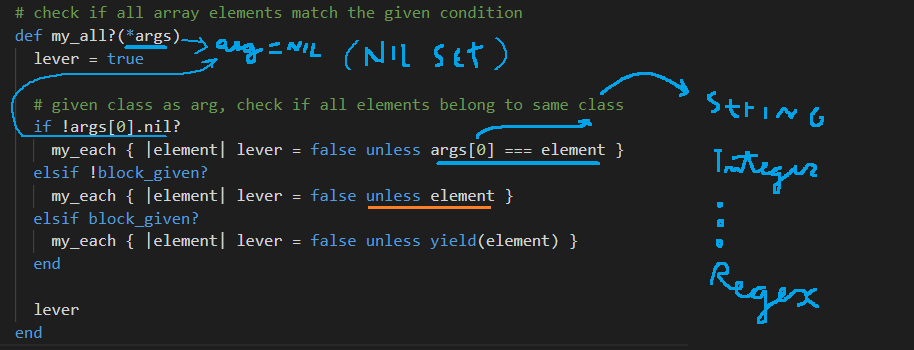 # check if all array elements match the given condition
def my_all?(*args) arg = NIL (NIL SET)
lever = true
# given class as arg, check if all elements belong to same class
STRING
if !args[0].nil?
my_each { |element| lever = false unless args[0] === element }
Integer
elsif !block_given?
my_each { |element| lever = false unless element }
elsif block_given?
my_each { |element| lever = false unless yield(element) }
end
Regex
lever
end